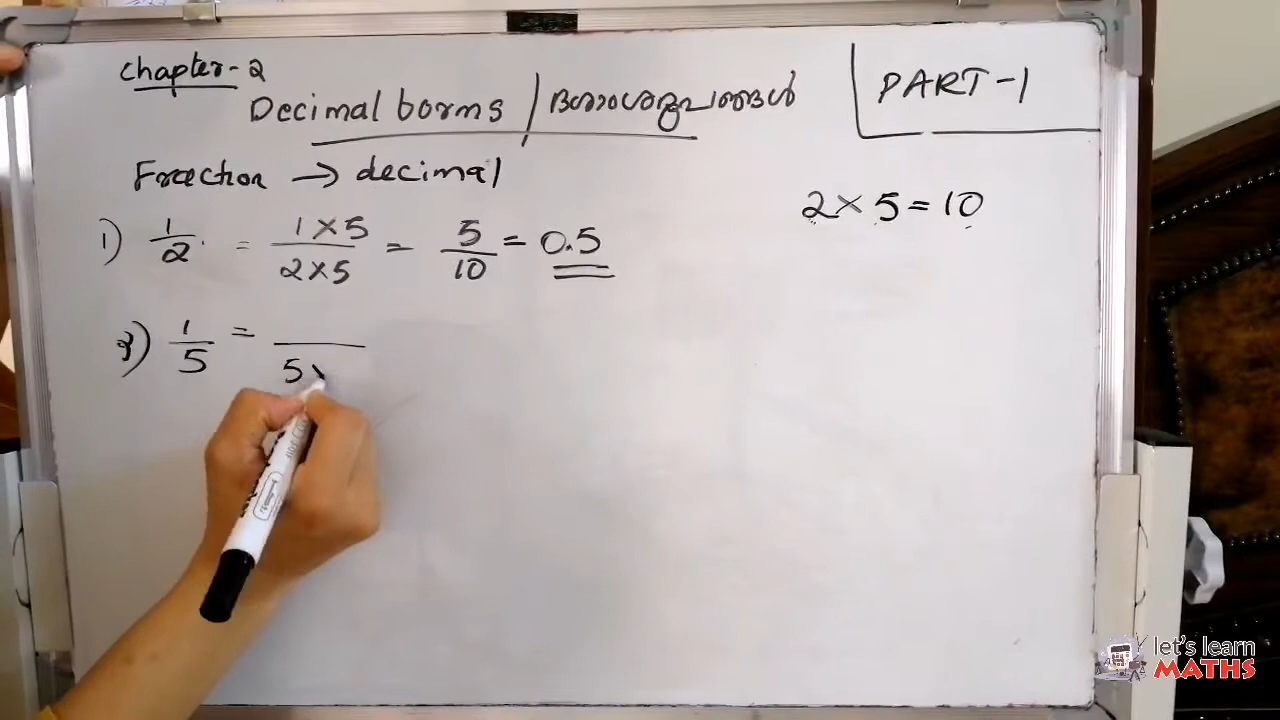 Chapter-2
Decimal forms / ദശാംശരൂപങ്ങൾ
PART-1
Fraction → decimal
2 × 5 = 10
1) 1/2 = 1×5/2×5 = 5/10 = 0.5
2) 1/5 = /5×
let's learn
MATHS